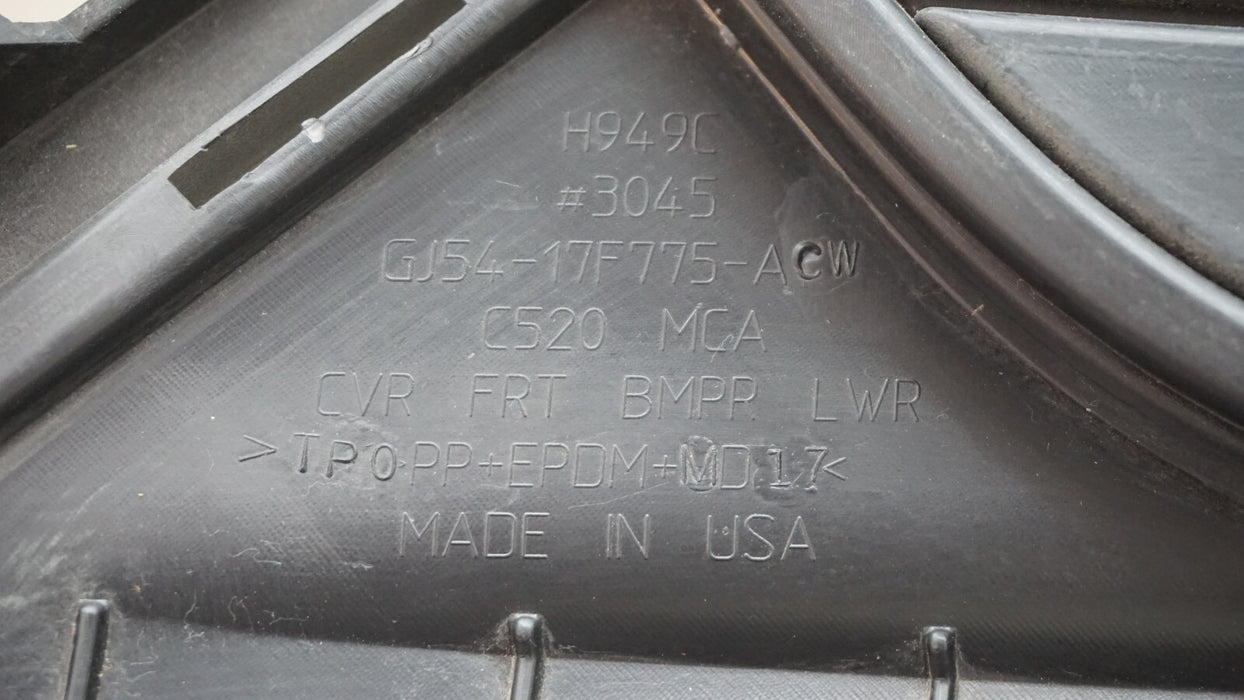 H949C
#3045
GJ54-17F775-ACW
C520 MCA
CVR FRT BMPR LWR
>TPO PP+EPDM+MD17<
MADE IN USA